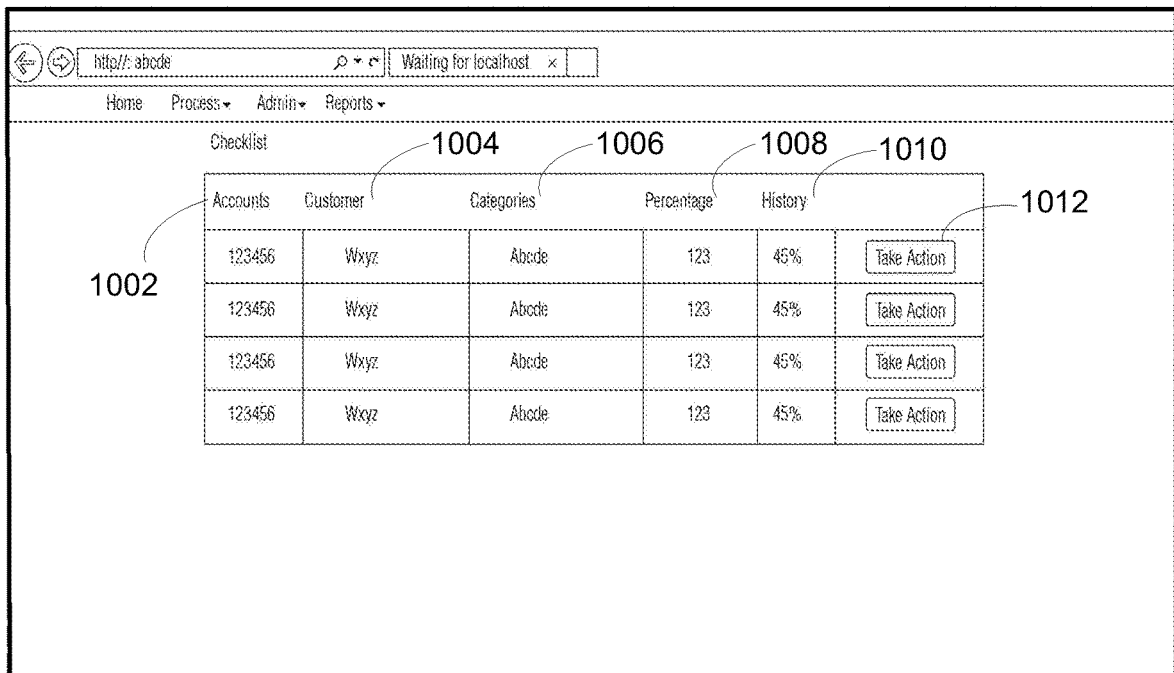 http//: abcde Waiting for localhost ×
Home Process Admin Reports
Checklist 1004 1006 1008 1010
Accounts Customer Categories Percentage History 1012
123456 Wxyz Abcde 123 45% Take Action
1002
123456 Wxyz Abcde 123 45% Take Action
123456 Wxyz Abcde 123 45% Take Action
123456 Wxyz Abcde 123 45% Take Action